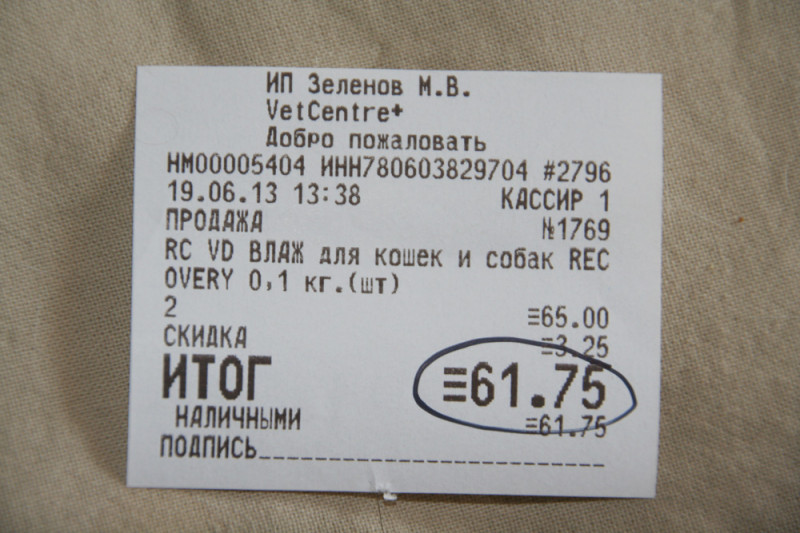 ИП Зеленов М.В.
VetCentre+
Добро пожаловать
НМ00005404 ИНН780603829704 #2796
19.06.13 13:38 КАССИР 1
ПРОДАЖА №1769
RC VD ВЛАЖ для кошек и собак REC
OVERY 0,1 кг.(шт)
2 ≡65.00
СКИДКА ≡3.25
ИТОГ ≡61.75
НАЛИЧНЫМИ ≡61.75
ПОДПИСЬ